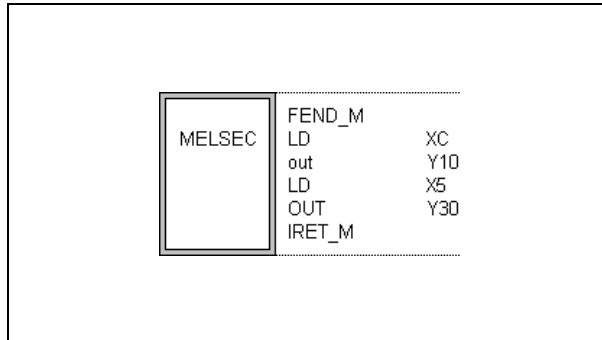 MELSEC
FEND_M
LD XC
out Y10
LD X5
OUT Y30
IRET_M